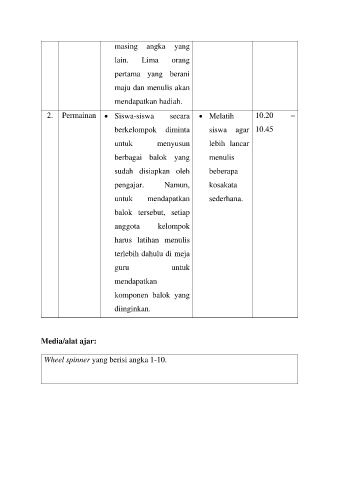 masing angka yang
lain. Lima orang
pertama yang berani
maju dan menulis akan
mendapatkan hadiah.
2. Permainan • Siswa-siswa secara • Melatih 10.20 –
berkelompok diminta siswa agar 10.45
untuk menyusun lebih lancar
berbagai balok yang menulis
sudah disiapkan oleh beberapa
pengajar. Namun, kosakata
untuk mendapatkan sederhana.
balok tersebut, setiap
anggota kelompok
harus latihan menulis
terlebih dahulu di meja
guru untuk
mendapatkan
komponen balok yang
diinginkan.
Media/alat ajar:
Wheel spinner yang berisi angka 1-10.